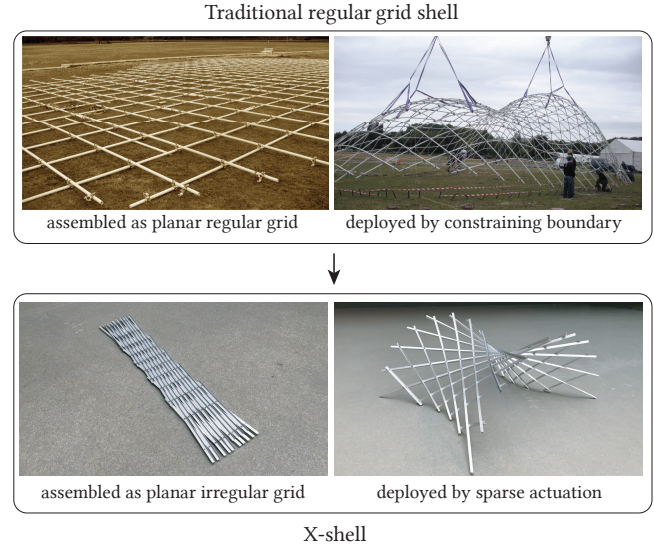 Traditional regular grid shell
assembled as planar regular grid
deployed by constraining boundary
assembled as planar irregular grid
deployed by sparse actuation
X-shell